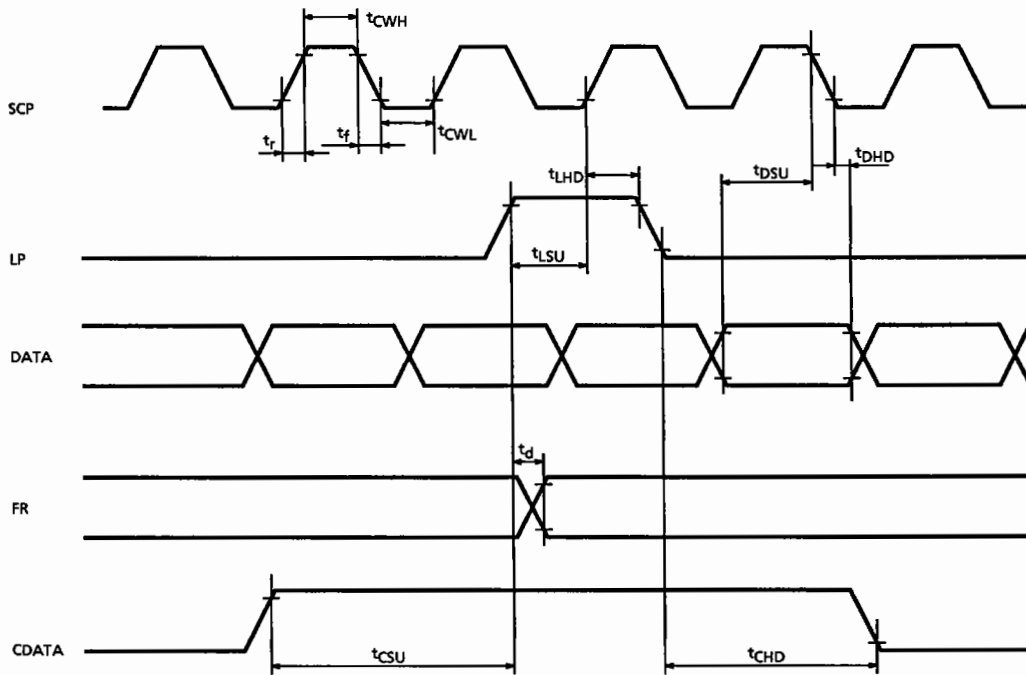 tCWH
SCP
tr
tf
tCWL
tLHD
tDSU
tDHD
LP
tLSU
DATA
td
FR
CDATA
tCSU
tCHD